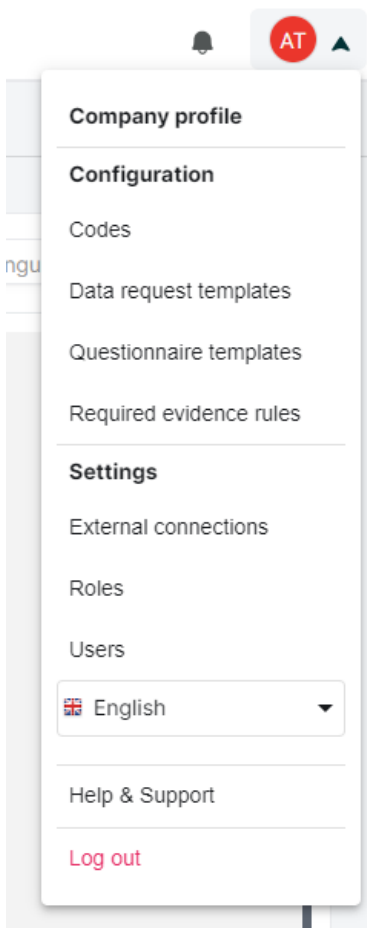 AT
Company profile
Configuration
Codes
ngu
Data request templates
Questionnaire templates
Required evidence rules
Settings
External connections
Roles
Users
English
Help & Support
Log out